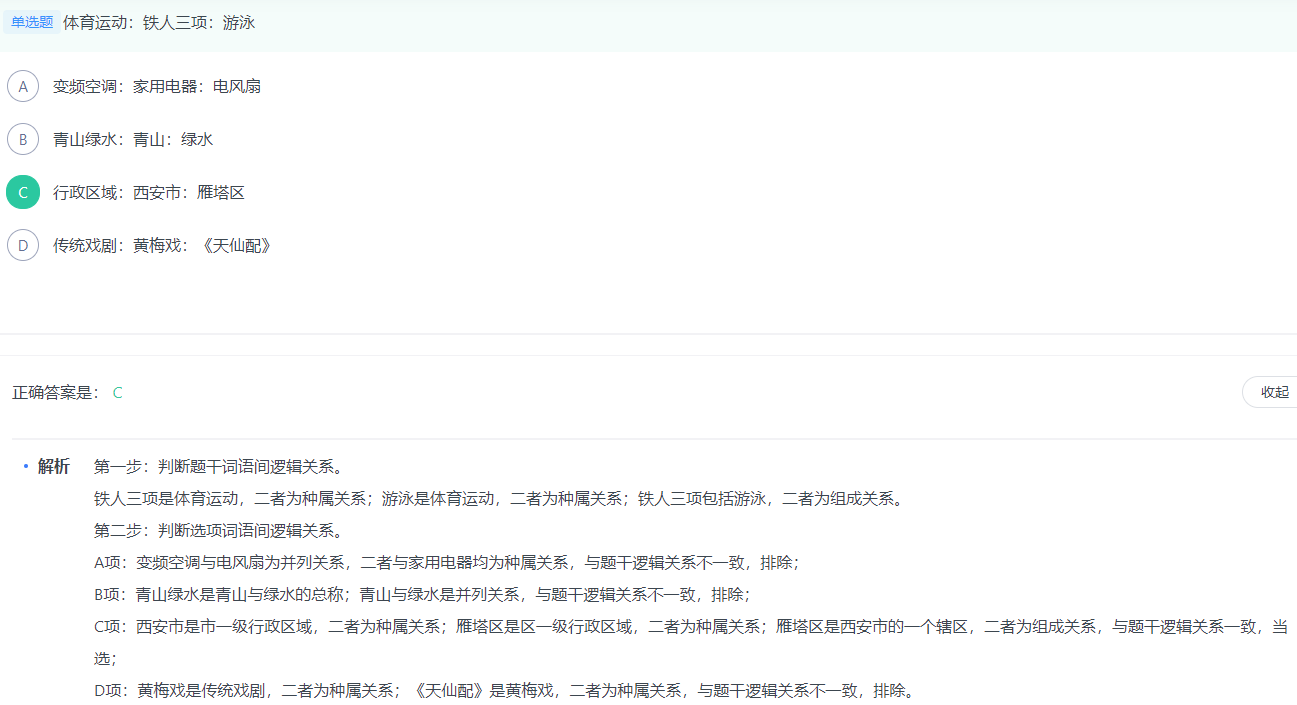 单选题 体育运动：铁人三项：游泳
A 变频空调：家用电器：电风扇
B 青山绿水：青山：绿水
C 行政区域：西安市：雁塔区
D 传统戏剧：黄梅戏：《天仙配》
正确答案是： C 收起
• 解析 第一步：判断题干词语间逻辑关系。
铁人三项是体育运动，二者为种属关系；游泳是体育运动，二者为种属关系；铁人三项包括游泳，二者为组成关系。
第二步：判断选项词语间逻辑关系。
A项：变频空调与电风扇为并列关系，二者与家用电器均为种属关系，与题干逻辑关系不一致，排除；
B项：青山绿水是青山与绿水的总称；青山与绿水是并列关系，与题干逻辑关系不一致，排除；
C项：西安市是市一级行政区域，二者为种属关系；雁塔区是区一级行政区域，二者为种属关系；雁塔区是西安市的一个辖区，二者为组成关系，与题干逻辑关系一致，当
选；
D项：黄梅戏是传统戏剧，二者为种属关系；《天仙配》是黄梅戏，二者为种属关系，与题干逻辑关系不一致，排除。